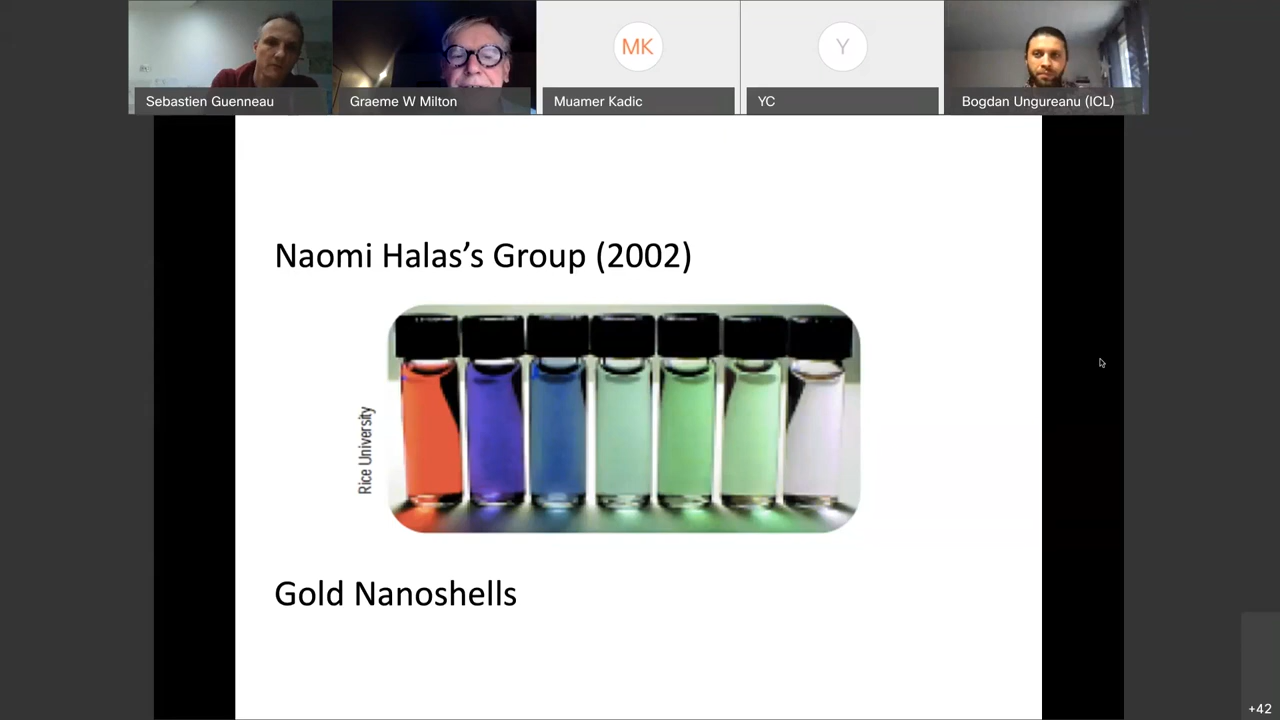 MK
Y
Sebastien Guenneau
Graeme W Milton
Muamer Kadic
YC
Bogdan Ungureanu (ICL)
Naomi Halas’s Group (2002)
Rice University
Gold Nanoshells
+42